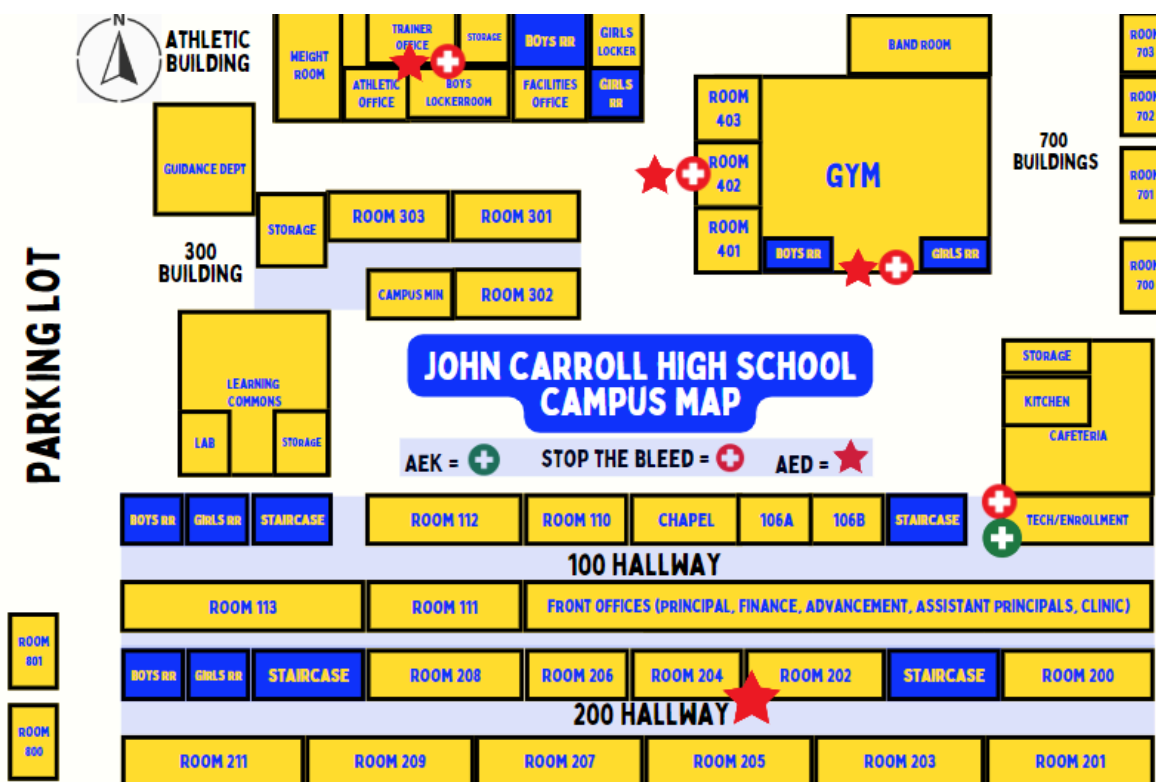 N
ATHLETIC
BUILDING
WEIGHT
ROOM
TRAINER
OFFICE
STORAGE
BOYS RR
GIRLS
LOCKER
ATHLETIC
OFFICE
BOYS
LOCKERROOM
FACILITIES
OFFICE
GIRLS
RR
BAND ROOM
ROOM
403
ROOM
402
ROOM
401
GYM
BOYS RR
GIRLS RR
700
BUILDINGS
ROOM
703
ROOM
702
ROOM
701
ROOM
700
GUIDANCE DEPT
STORAGE
ROOM 303
ROOM 301
300
BUILDING
CAMPUS MIN
ROOM 302
PARKING LOT
LEARNING
COMMONS
LAB
STORAGE
JOHN CARROLL HIGH SCHOOL
CAMPUS MAP
AEK =
STOP THE BLEED =
AED =
STORAGE
KITCHEN
CAFETERIA
BOYS RR
GIRLS RR
STAIRCASE
ROOM 112
ROOM 110
CHAPEL
106A
106B
STAIRCASE
TECH/ENROLLMENT
100 HALLWAY
ROOM 113
ROOM 111
FRONT OFFICES (PRINCIPAL, FINANCE, ADVANCEMENT, ASSISTANT PRINCIPALS, CLINIC)
ROOM
801
BOYS RR
GIRLS RR
STAIRCASE
ROOM 208
ROOM 206
ROOM 204
ROOM 202
STAIRCASE
ROOM 200
200 HALLWAY
ROOM
800
ROOM 211
ROOM 209
ROOM 207
ROOM 205
ROOM 203
ROOM 201